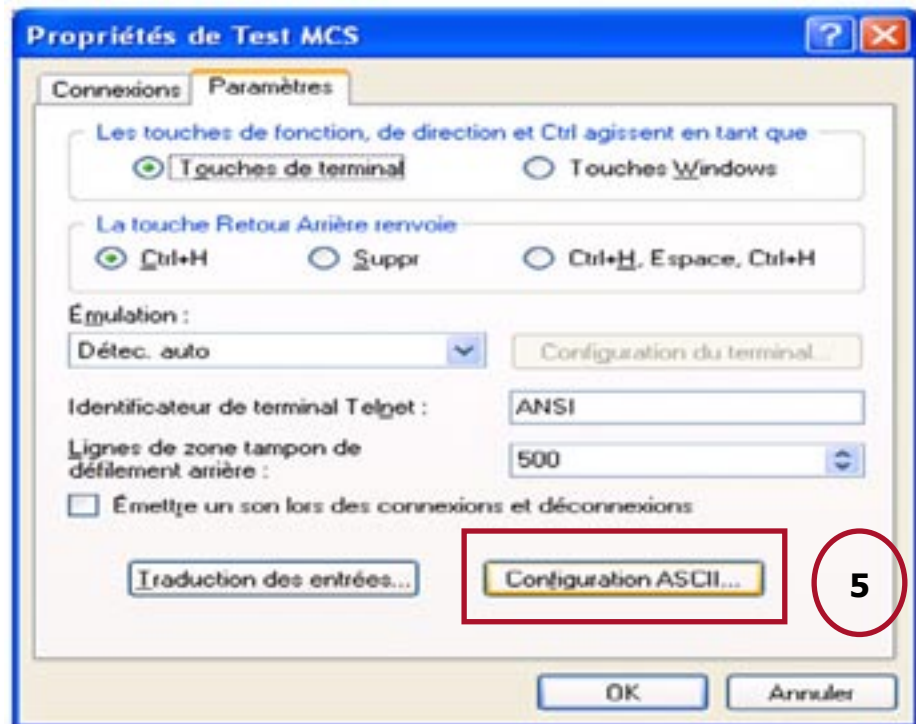 Propriétés de Test MCS
Connexions Paramètres
Les touches de fonction, de direction et Ctrl agissent en tant que
Touches de terminal Touches Windows
La touche Retour Arrière renvoie
Ctrl+H Suppr Ctrl+H, Espace, Ctrl+H
Émulation :
Détec. auto Configuration du terminal...
Identificateur de terminal Telnet : ANSI
Lignes de zone tampon de
défilement arrière : 500
Émettre un son lors des connexions et déconnexions
Traduction des entrées... Configuration ASCII... 5
OK Annuler